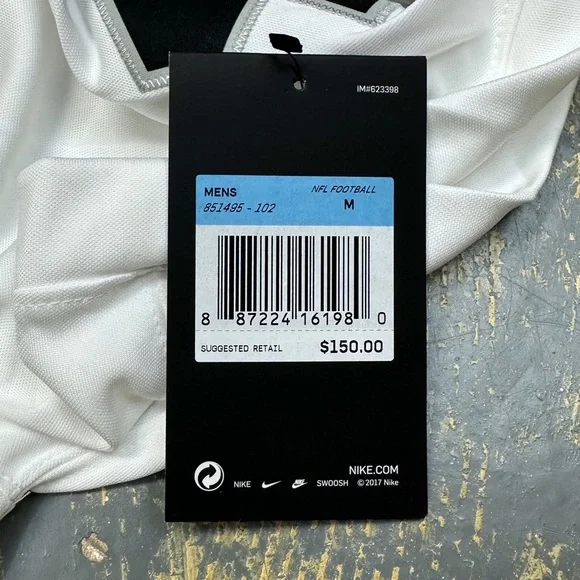 IM#623398
MENS NFL FOOTBALL
851495 - 102 M
8 87224 16198 0
SUGGESTED RETAIL $150.00
NIKE.COM
NIKE SWOOSH © 2017 Nike